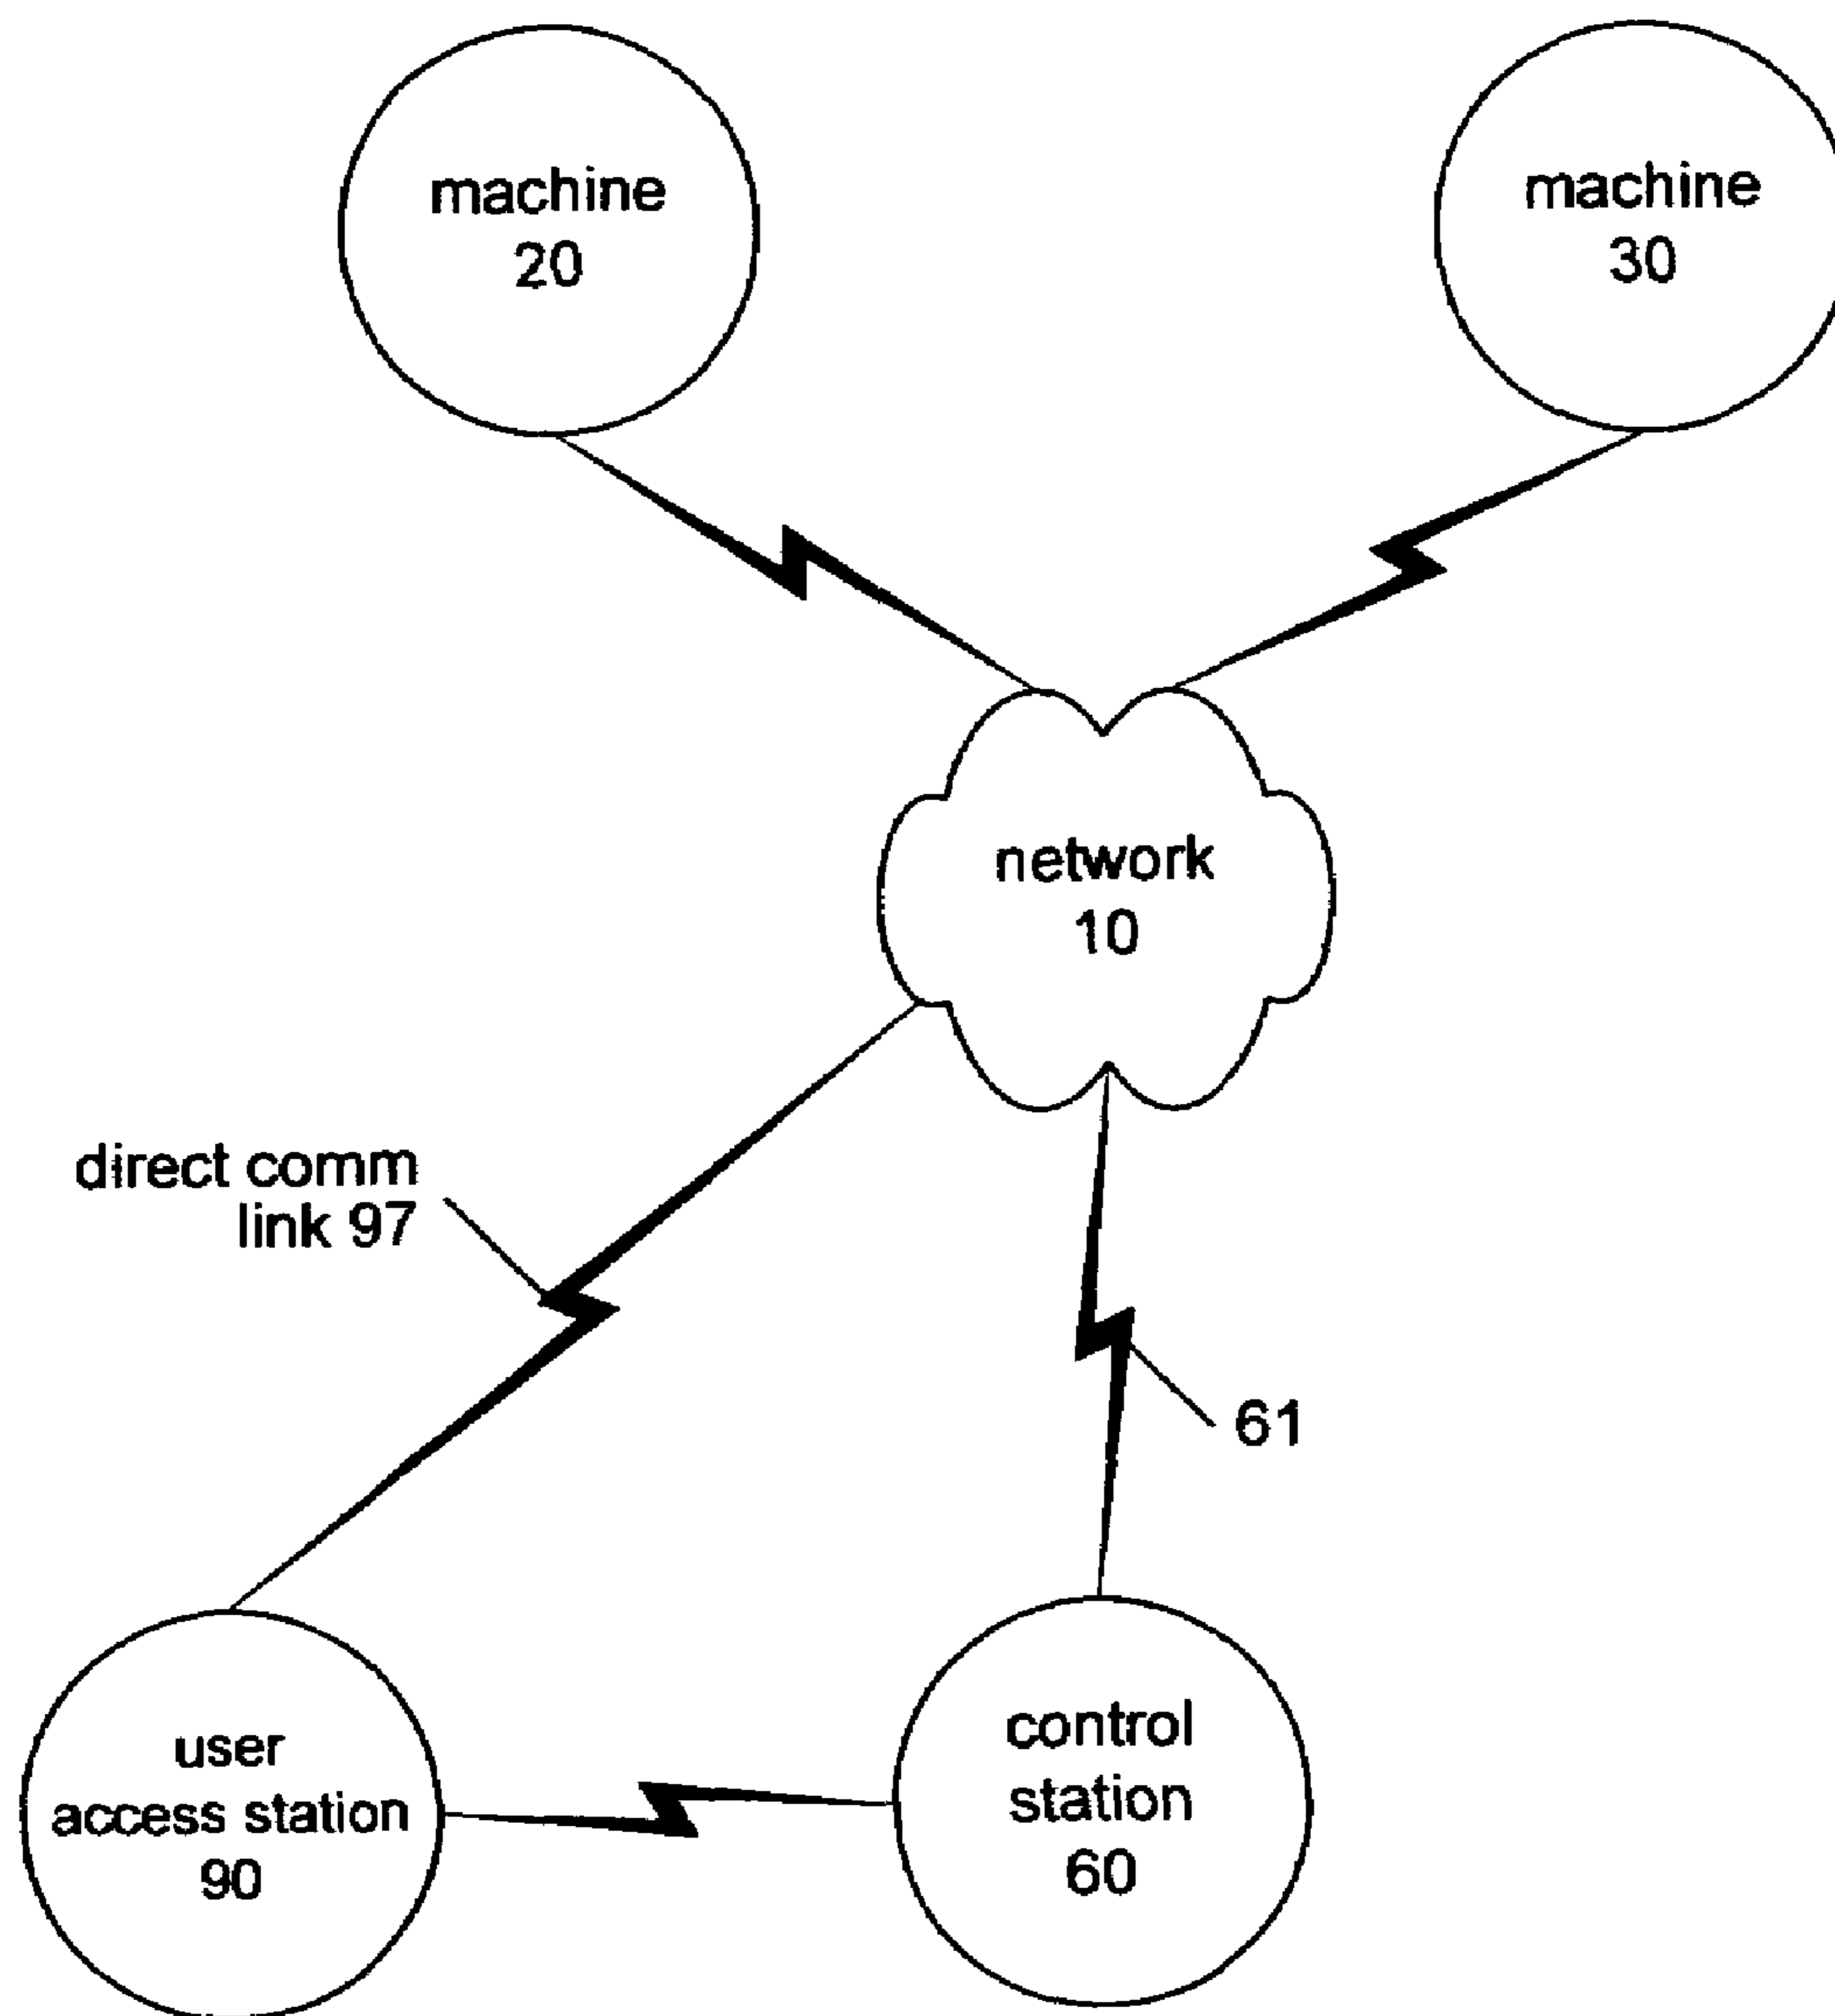 machine
20
machine
30
network
10
direct comm
link 97
61
user
access station
90
control
station
60